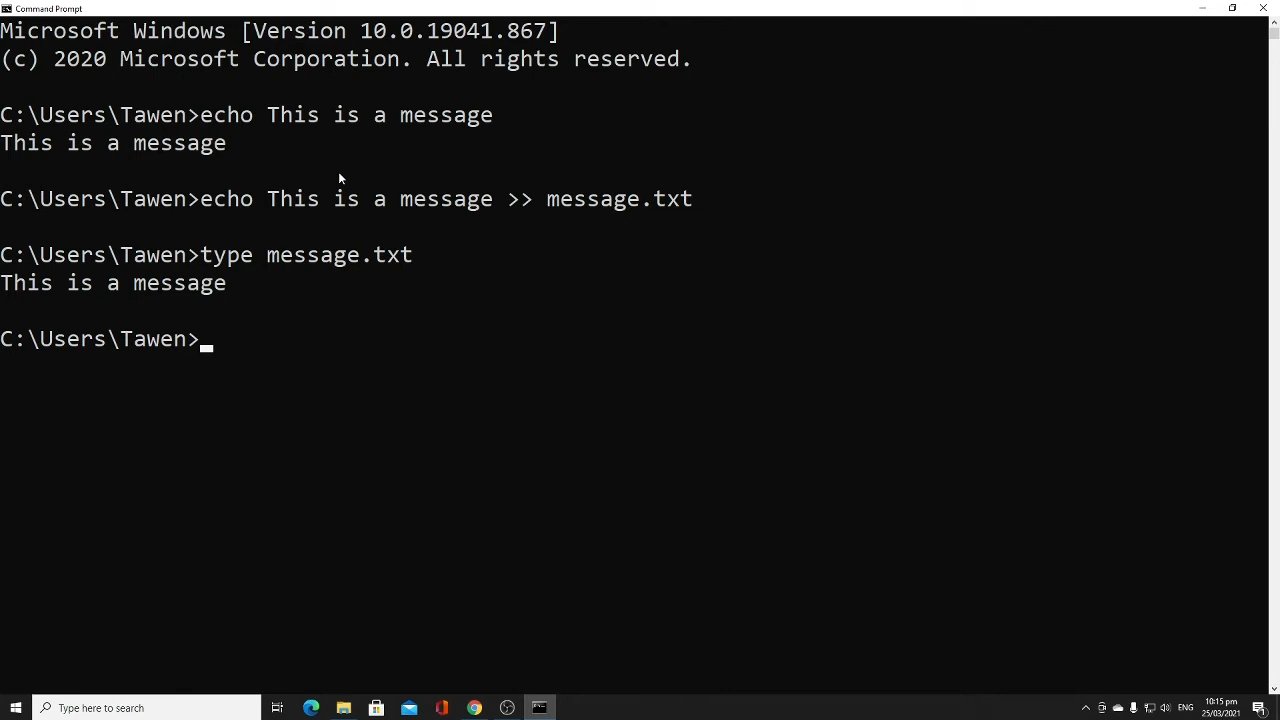 Command Prompt
Microsoft Windows [Version 10.0.19041.867]
(c) 2020 Microsoft Corporation. All rights reserved.
C:\Users\Tawen>echo This is a message
This is a message
C:\Users\Tawen>echo This is a message >> message.txt
C:\Users\Tawen>type message.txt
This is a message
C:\Users\Tawen>
Type here to search
ENG
10:15 pm
25/03/2021
1